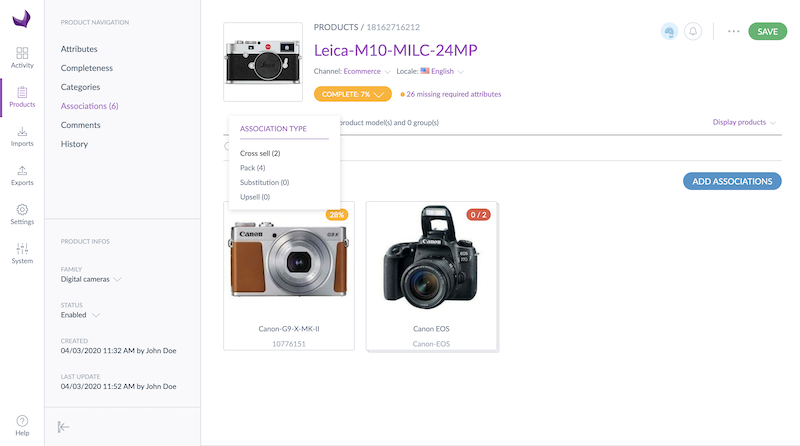 Activity
Products
Imports
Exports
Settings
System
Help
PRODUCT NAVIGATION
Attributes
Completeness
Categories
Associations (6)
Comments
History
PRODUCT INFOS
FAMILY
Digital cameras
STATUS
Enabled
CREATED
04/03/2020 11:32 AM by John Doe
LAST UPDATE
04/03/2020 11:52 AM by John Doe
PRODUCTS / 18162716212
SAVE
Leica-M10-MILC-24MP
Channel: Ecommerce Locale: English
COMPLETE: 7% 26 missing required attributes
product model(s) and 0 group(s)
Display products
ASSOCIATION TYPE
Cross sell (2)
Pack (4)
Substitution (0)
Upsell (0)
ADD ASSOCIATIONS
28%
Canon
G9 X
Canon-G9-X-MK-II
10776151
0 / 2
Canon
EOS
Canon EOS
Canon-EOS